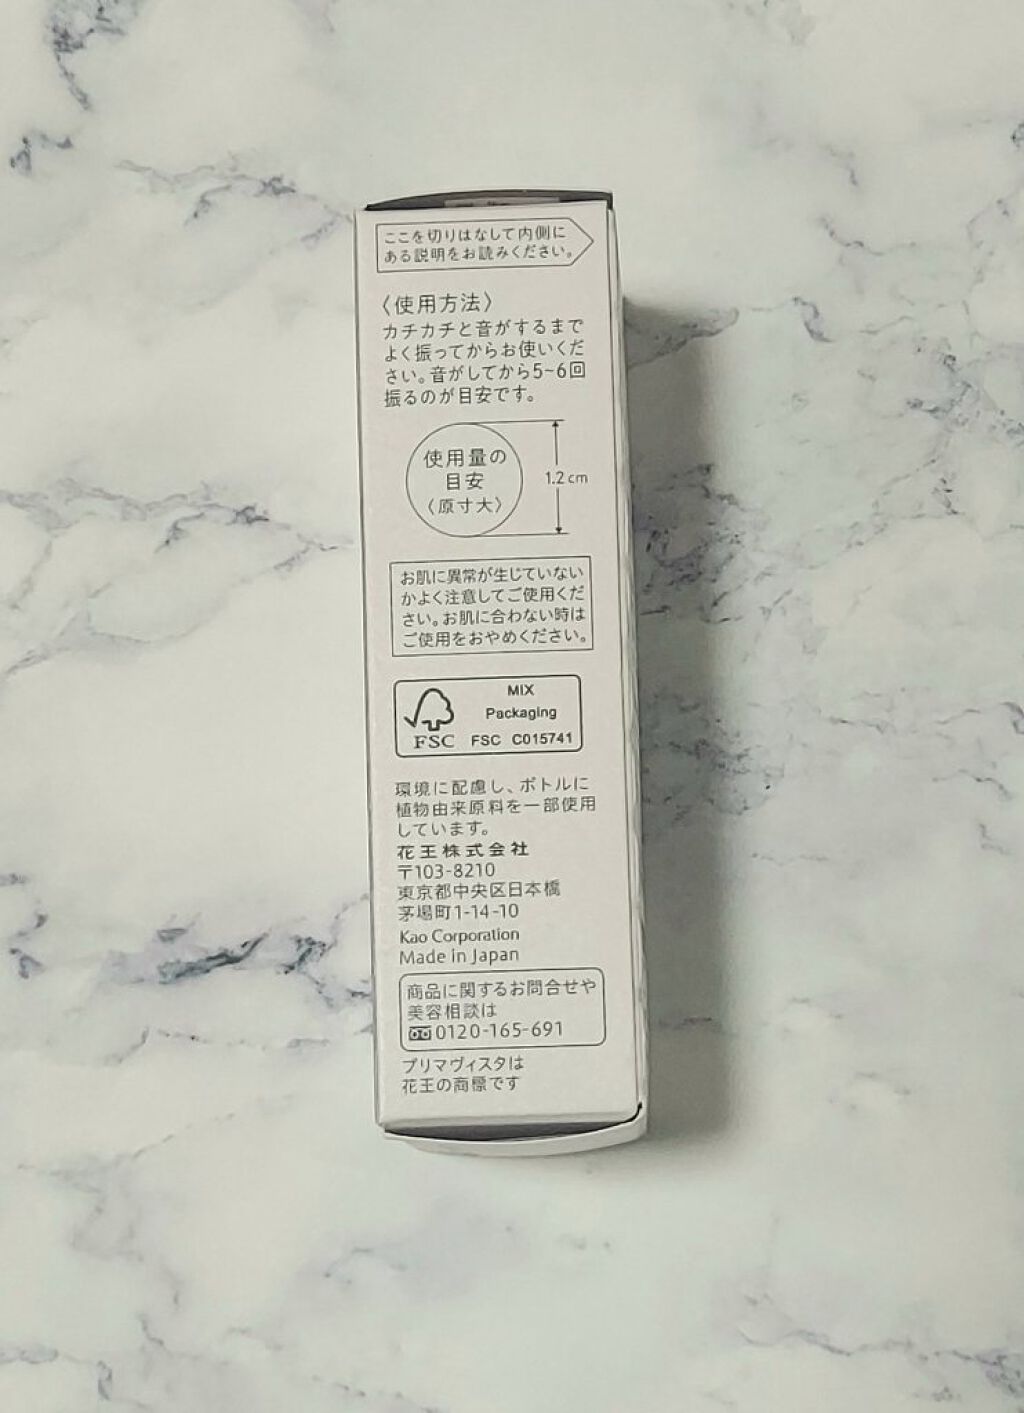 ここを切りはなして内側に
ある説明をお読みください。
〈使用方法〉
カチカチと音がするまで
よく振ってからお使いくだ
さい。音がしてから5~6回
振るのが目安です。
使用量の
目安
〈原寸大〉
1.2cm
お肌に異常が生じていない
かよく注意してご使用くだ
さい。お肌に合わない時は
ご使用をおやめください。
MIX
Packaging
FSC FSC C015741
環境に配慮し、ボトルに
植物由来原料を一部使用
しています。
花王株式会社
〒103-8210
東京都中央区日本橋
茅場町1-14-10
Kao Corporation
Made in Japan
商品に関するお問合せや
美容相談は
0120-165-691
プリマヴィスタは
花王の商標です